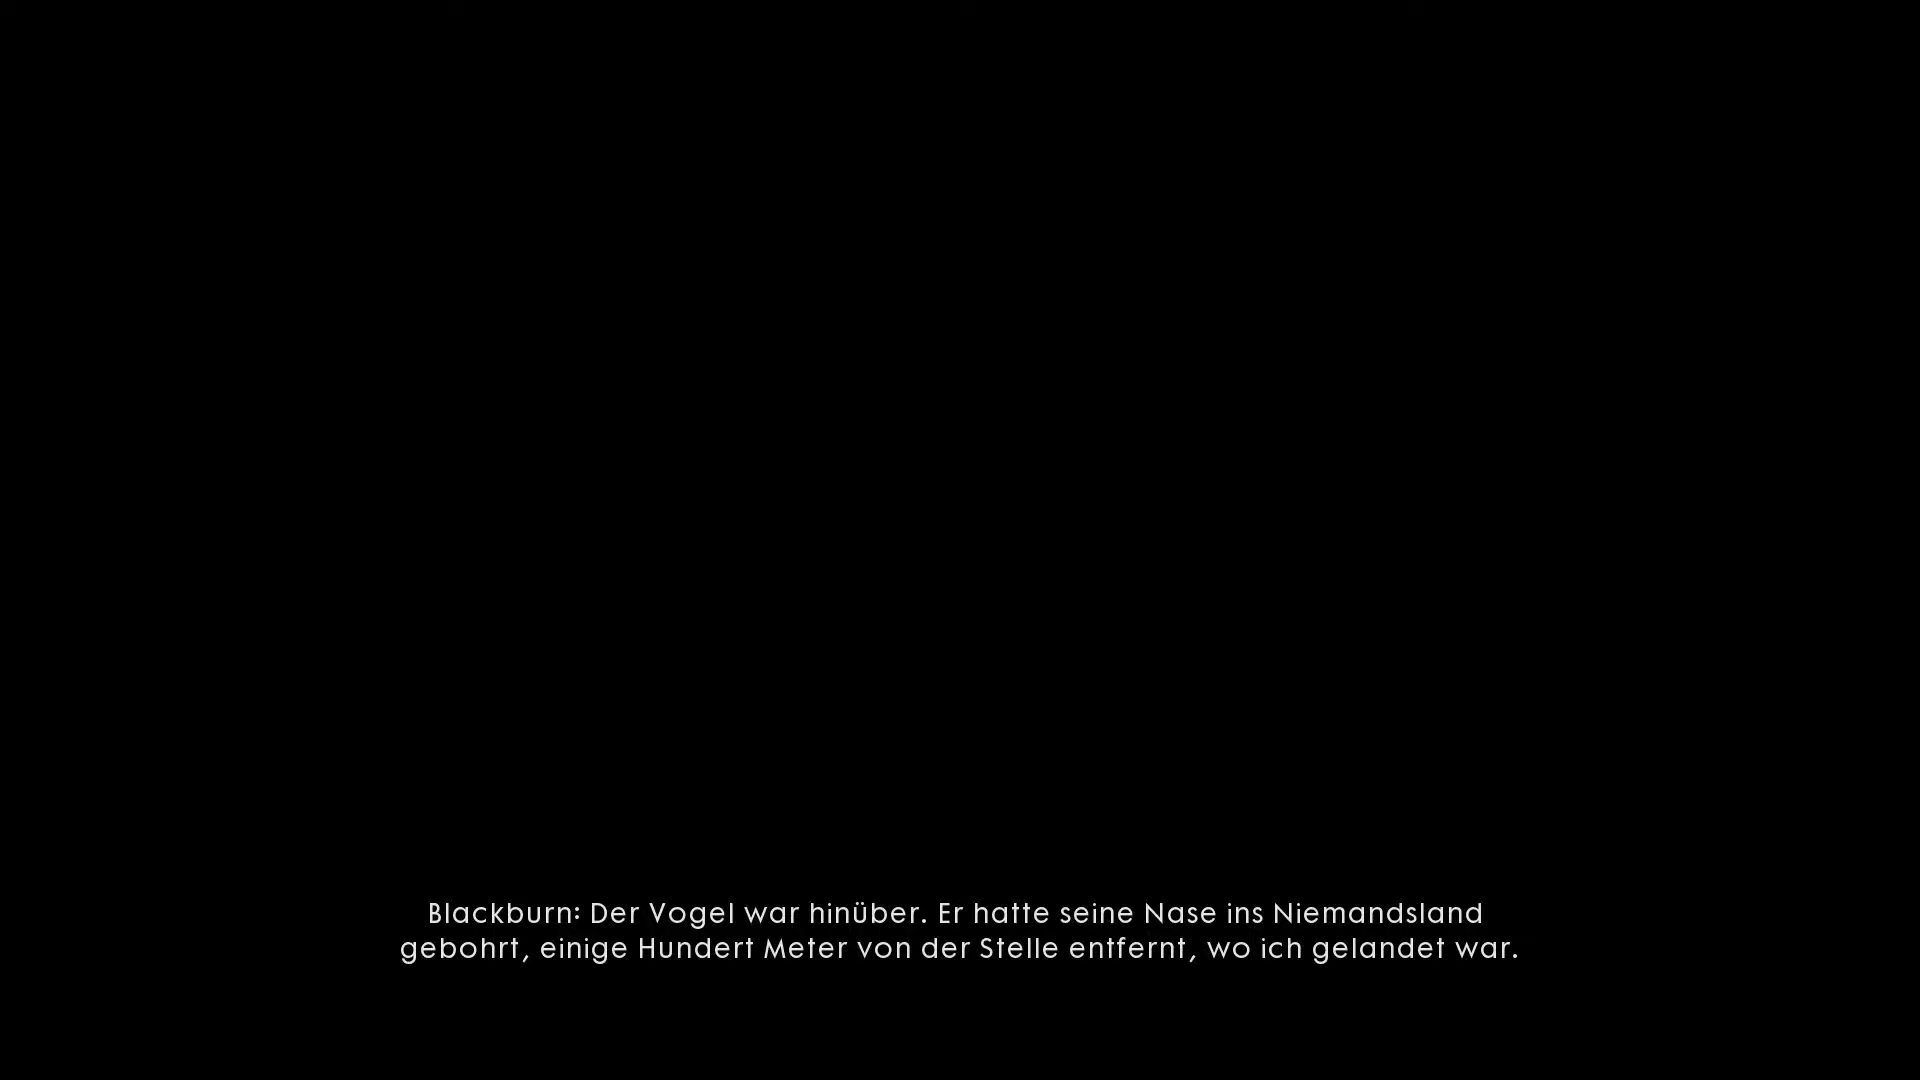 Blackburn: Der Vogel war hinüber. Er hatte seine Nase ins Niemandsland
gebohrt, einige Hundert Meter von der Stelle entfernt, wo ich gelandet war.